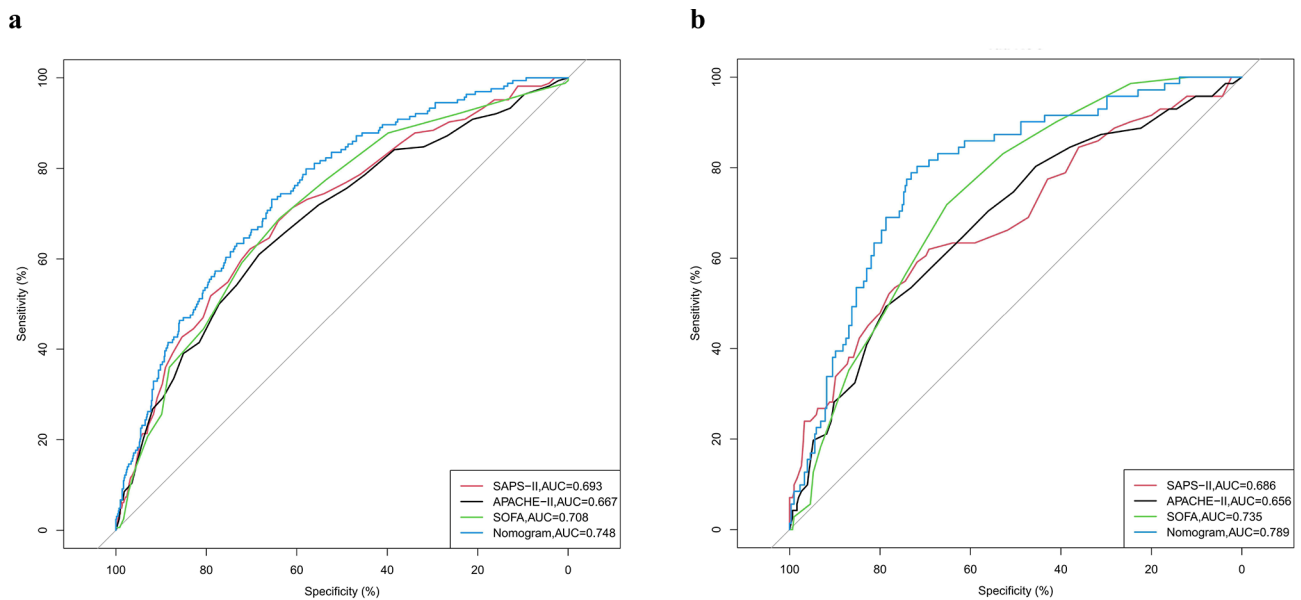 a
b
100
80
60
40
20
0
Sensitivity (%)
100
80
60
40
20
0
Specificity (%)
SAPS-II,AUC=0.693
APACHE-II,AUC=0.667
SOFA,AUC=0.708
Nomogram,AUC=0.748
100
80
60
40
20
0
Sensitivity (%)
100
80
60
40
20
0
Specificity (%)
SAPS-II,AUC=0.686
APACHE-II,AUC=0.656
SOFA,AUC=0.735
Nomogram,AUC=0.789